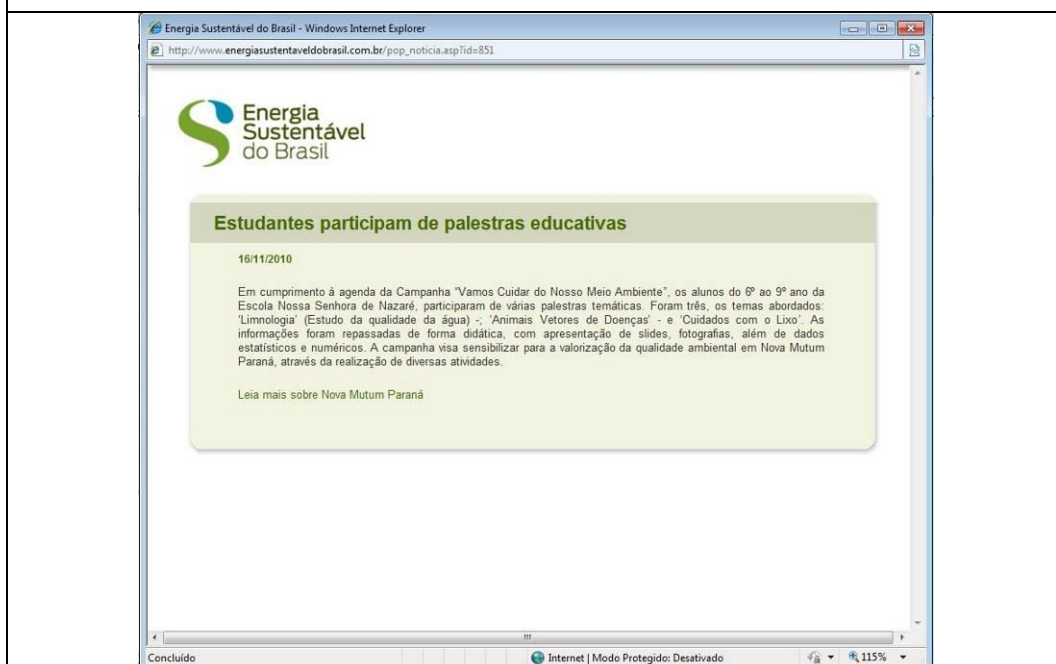 Energia Sustentável do Brasil - Windows Internet Explorer
http://www.energiasustentaveldobrasil.com.br/pop_noticia.asp?id=851
Energia
Sustentável
do Brasil
Estudantes participam de palestras educativas
16/11/2010
Em cumprimento à agenda da Campanha “Vamos Cuidar do Nosso Meio Ambiente”, os alunos do 6º ao 9º ano da
Escola Nossa Senhora de Nazaré, participaram de várias palestras temáticas. Foram três, os temas abordados:
'Limnologia' (Estudo da qualidade da água) -; 'Animais Vetores de Doenças' - e 'Cuidados com o Lixo'. As
informações foram repassadas de forma didática, com apresentação de slides, fotografias, além de dados
estatísticos e numéricos. A campanha visa sensibilizar para a valorização da qualidade ambiental em Nova Mutum
Paraná, através da realização de diversas atividades.
Leia mais sobre Nova Mutum Paraná
Concluído
Internet | Modo Protegido: Desativado
115%